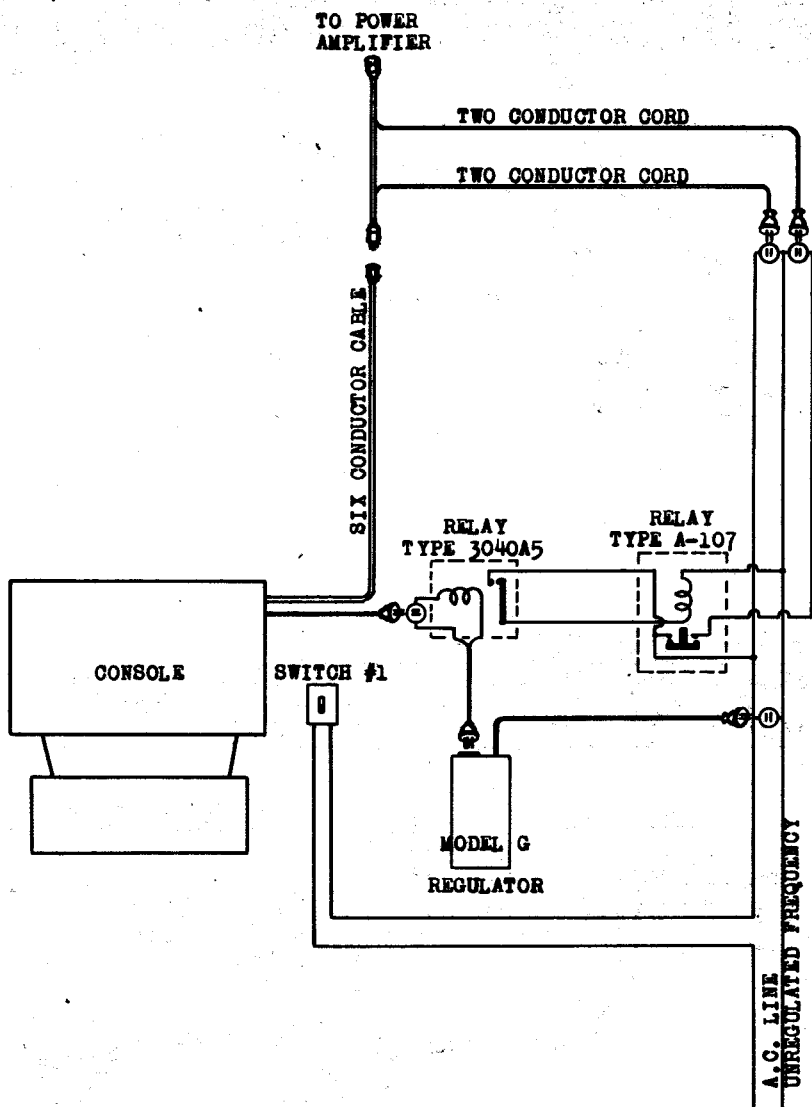 TO POWER
AMPLIFIER
TWO CONDUCTOR CORD
TWO CONDUCTOR CORD
SIX CONDUCTOR CABLE
RELAY
TYPE 3040A5
RELAY
TYPE A-107
CONSOLE
SWITCH #1
MODEL G
REGULATOR
A.C. LINE
UNREGULATED FREQUENCY